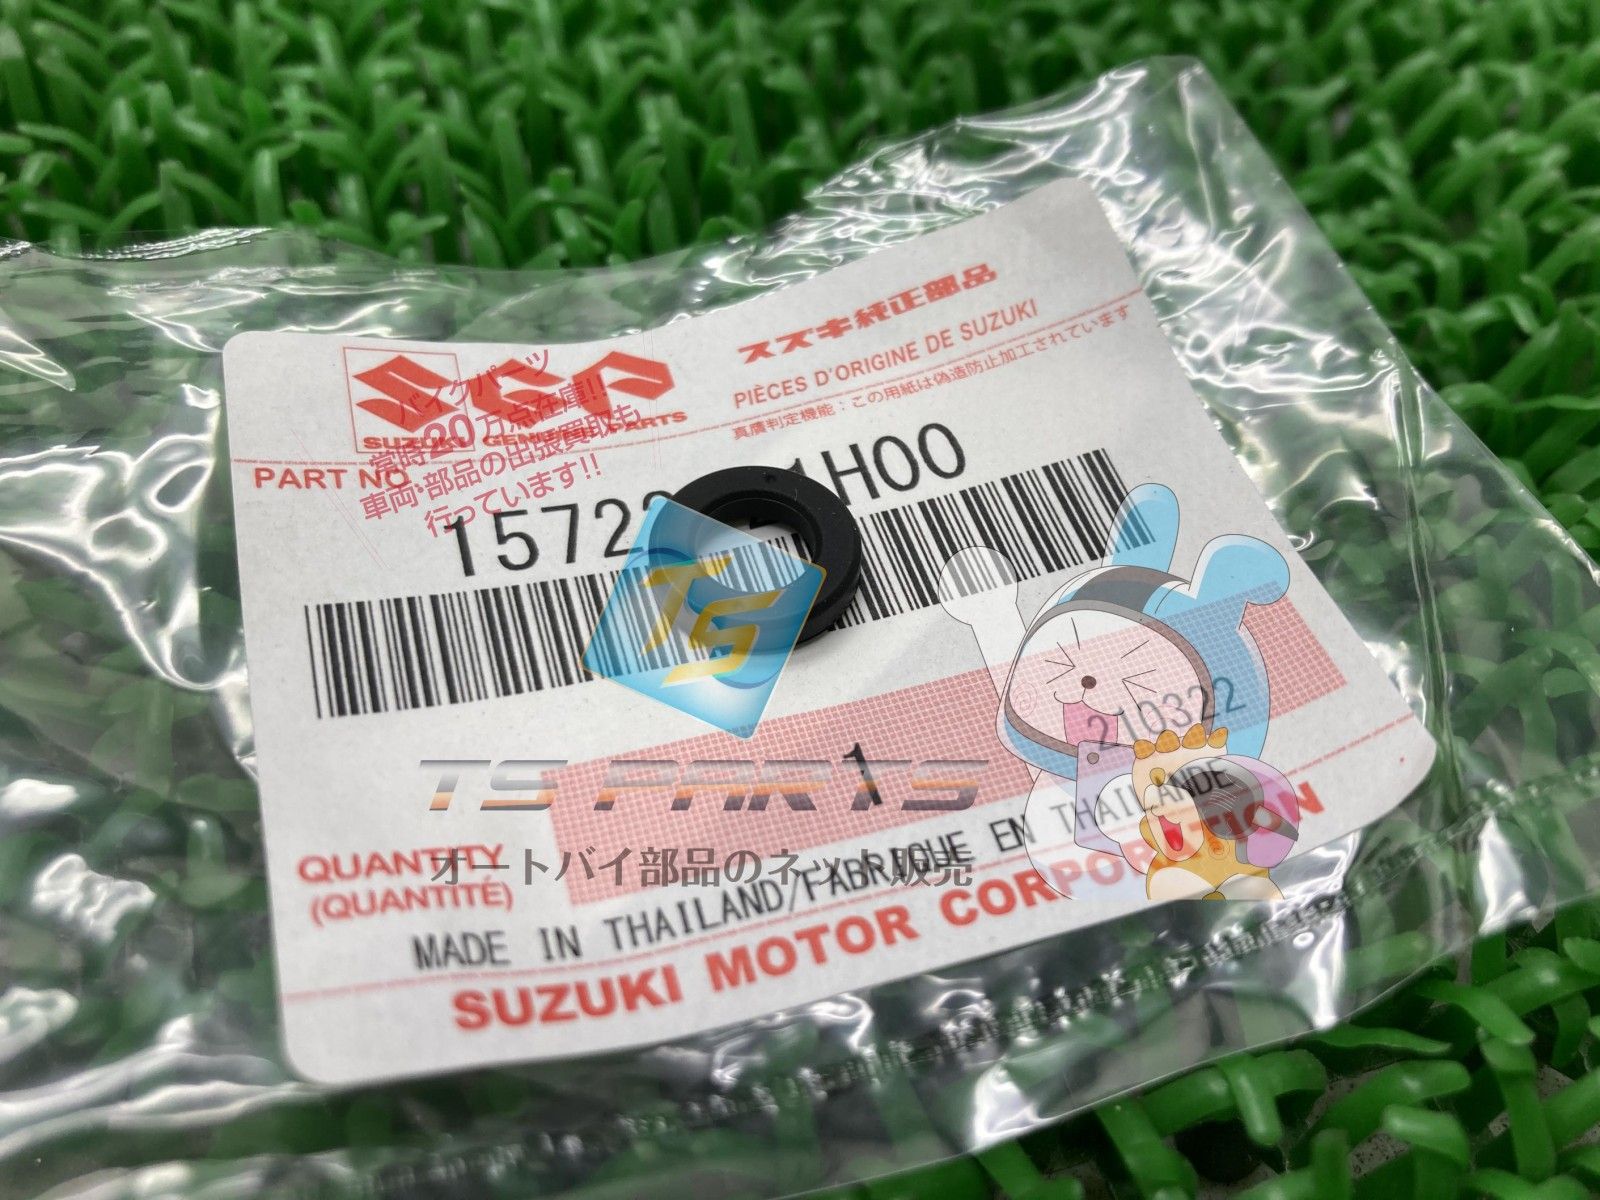 スズキ純正部品
PIÈCES D'ORIGINE DE SUZUKI
真贋判定機能:この用紙は偽造防止加工されています
SGP
SUZUKI GENUINE PARTS
バイクパーツ
常時20万点在庫!!
車両・部品の出張買取も
行っています!!
PART NO.
1572 1H00
TS
210322
1
TS PARTS
オートバイ部品のネット販売
QUANTITY
(QUANTITÉ)
MADE IN THAILAND/FABRIQUE EN THAILANDE
SUZUKI MOTOR CORPORATION